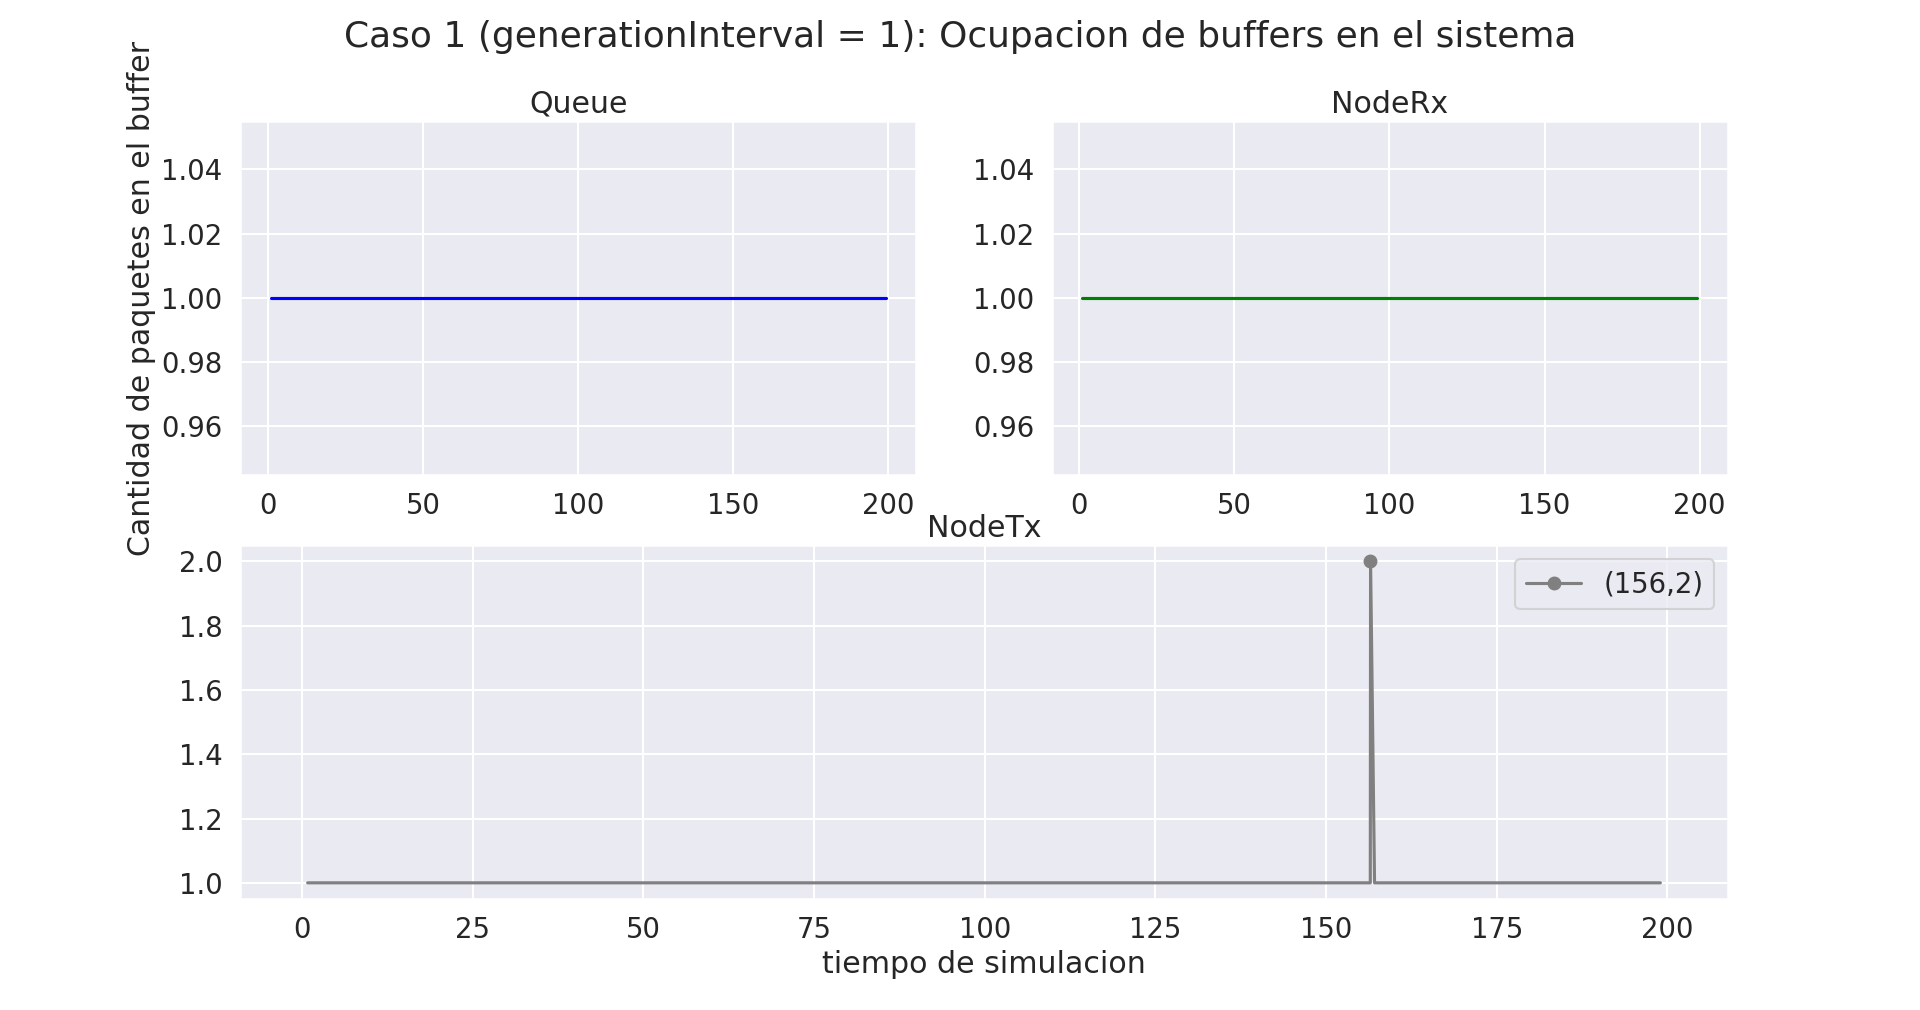 Caso 1 (generationInterval = 1): Ocupacion de buffers en el sistema
Cantidad de paquetes en el buffer
Queue
1.04
1.02
1.00
0.98
0.96
0 50 100 150 200
NodeRx
1.04
1.02
1.00
0.98
0.96
0 50 100 150 200
NodeTx
2.0
1.8
1.6
1.4
1.2
1.0
(156,2)
0 25 50 75 100 125 150 175 200
tiempo de simulacion